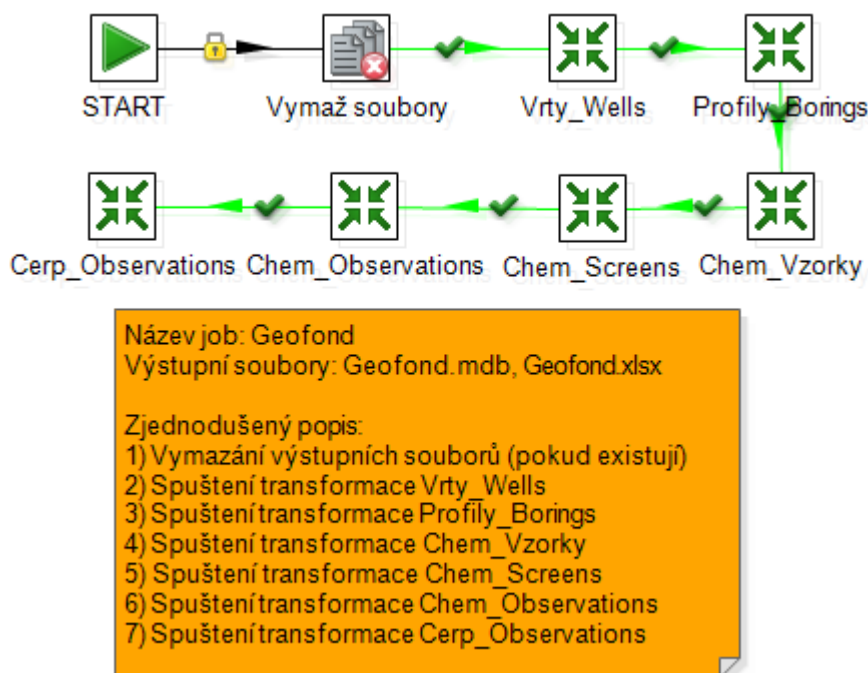 START
Vymaž soubory
Vrty_Wells
Profily_Borings
Cerp_Observations
Chem_Observations
Chem_Screens
Chem_Vzorky
Název job: Geofond
Výstupní soubory: Geofond.mdb, Geofond.xlsx
Zjednodušený popis:
1) Vymazání výstupních souborů (pokud existují)
2) Spuštení transformace Vrty_Wells
3) Spuštení transformace Profily_Borings
4) Spuštení transformace Chem_Vzorky
5) Spuštení transformace Chem_Screens
6) Spuštení transformace Chem_Observations
7) Spuštení transformace Cerp_Observations